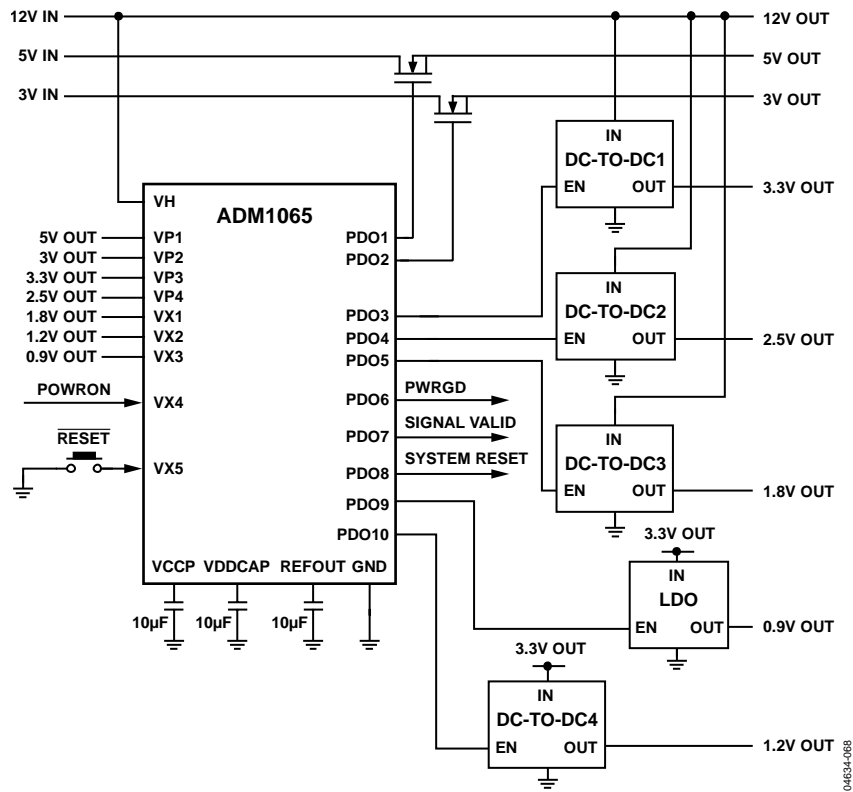 12V IN
12V OUT
5V IN
5V OUT
3V IN
3V OUT
IN
DC-TO-DC1
EN OUT
3.3V OUT
VH
ADM1065
5V OUT
VP1
PDO1
3V OUT
VP2
PDO2
3.3V OUT
VP3
2.5V OUT
VP4
1.8V OUT
VX1
PDO3
1.2V OUT
VX2
PDO4
0.9V OUT
VX3
PDO5
IN
DC-TO-DC2
EN OUT
2.5V OUT
POWRON
VX4
PDO6
PWRGD
PDO7
SIGNAL VALID
RESET
VX5
PDO8
SYSTEM RESET
IN
DC-TO-DC3
EN OUT
1.8V OUT
PDO9
PDO10
VCCP VDDCAP REFOUT GND
10µF
10µF
10µF
3.3V OUT
IN
LDO
EN OUT
0.9V OUT
3.3V OUT
IN
DC-TO-DC4
EN OUT
1.2V OUT
04634-068